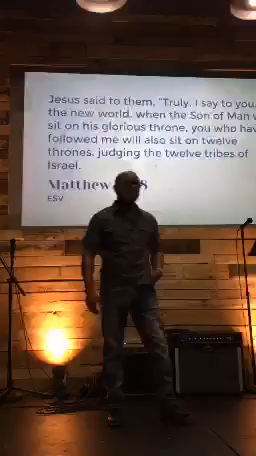 Jesus said to them, "Truly, I say to you,
the new world, when the Son of Man
sit on his glorious throne, you who
followed me will also sit on twelve
thrones, judging the twelve tribes of
Israel.
Matthew
ESV